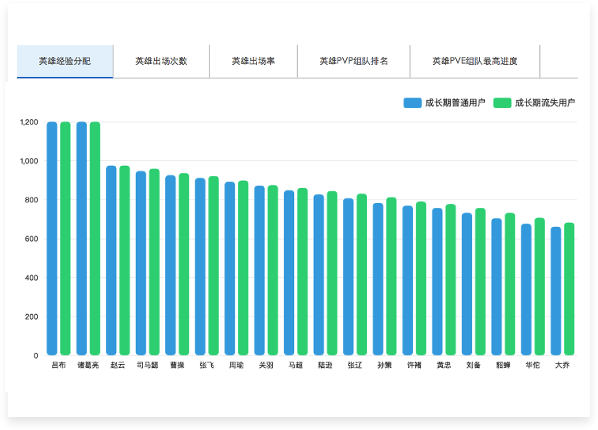 英雄经验分配 英雄出场次数 英雄出场率 英雄PVP组队排名 英雄PVE组队最高进度
成长期普通用户 成长期流失用户
1,200
1,000
800
600
400
200
0
吕布 诸葛亮 赵云 司马懿 曹操 张飞 周瑜 关羽 马超 陆逊 张辽 孙策 许褚 黄忠 刘备 貂蝉 华佗 大乔